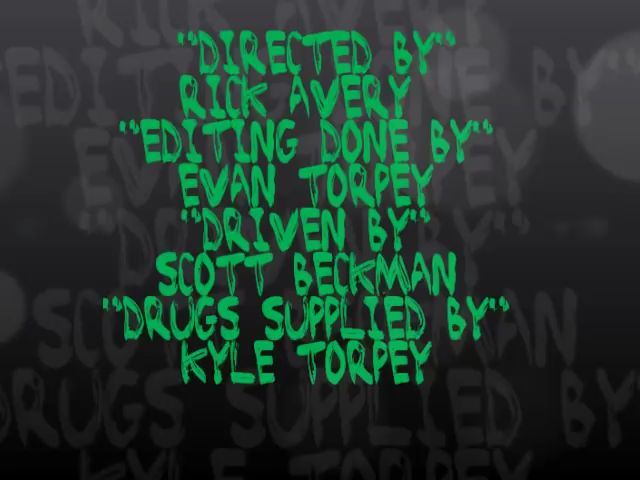 "DIRECTED BY"
RICK AVERY
"EDITING DONE BY"
EVAN TORPEY
"DRIVEN BY"
SCOTT BECKMAN
"DRUGS SUPPLIED BY"
KYLE TORPEY